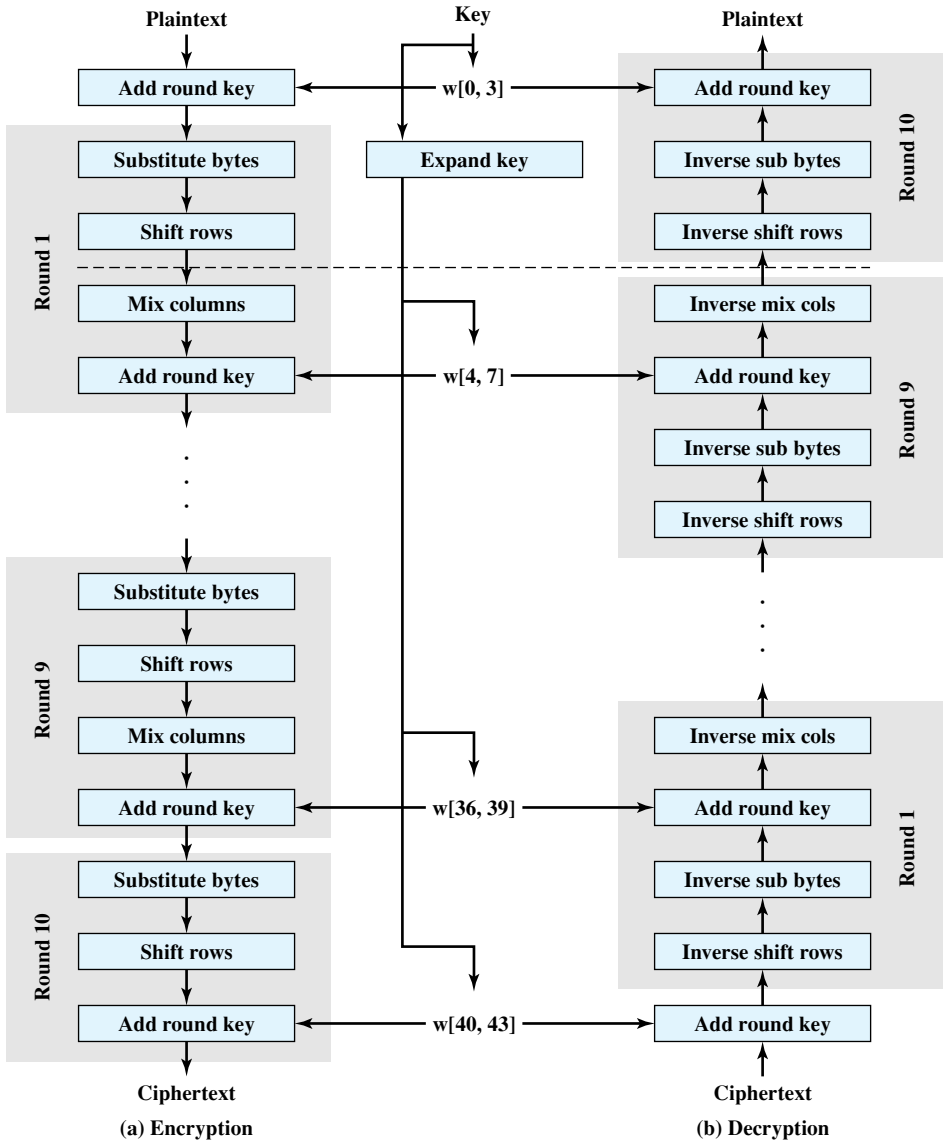 Plaintext
Add round key
Substitute bytes
Shift rows
Mix columns
Add round key
Round 1
. . .
Substitute bytes
Shift rows
Mix columns
Add round key
Round 9
Substitute bytes
Shift rows
Add round key
Round 10
Ciphertext
(a) Encryption
Key
w[0, 3]
Expand key
w[4, 7]
w[36, 39]
w[40, 43]
Plaintext
Add round key
Inverse sub bytes
Inverse shift rows
Round 10
Inverse mix cols
Add round key
Inverse sub bytes
Inverse shift rows
Round 9
. . .
Inverse mix cols
Add round key
Inverse sub bytes
Inverse shift rows
Round 1
Add round key
Ciphertext
(b) Decryption